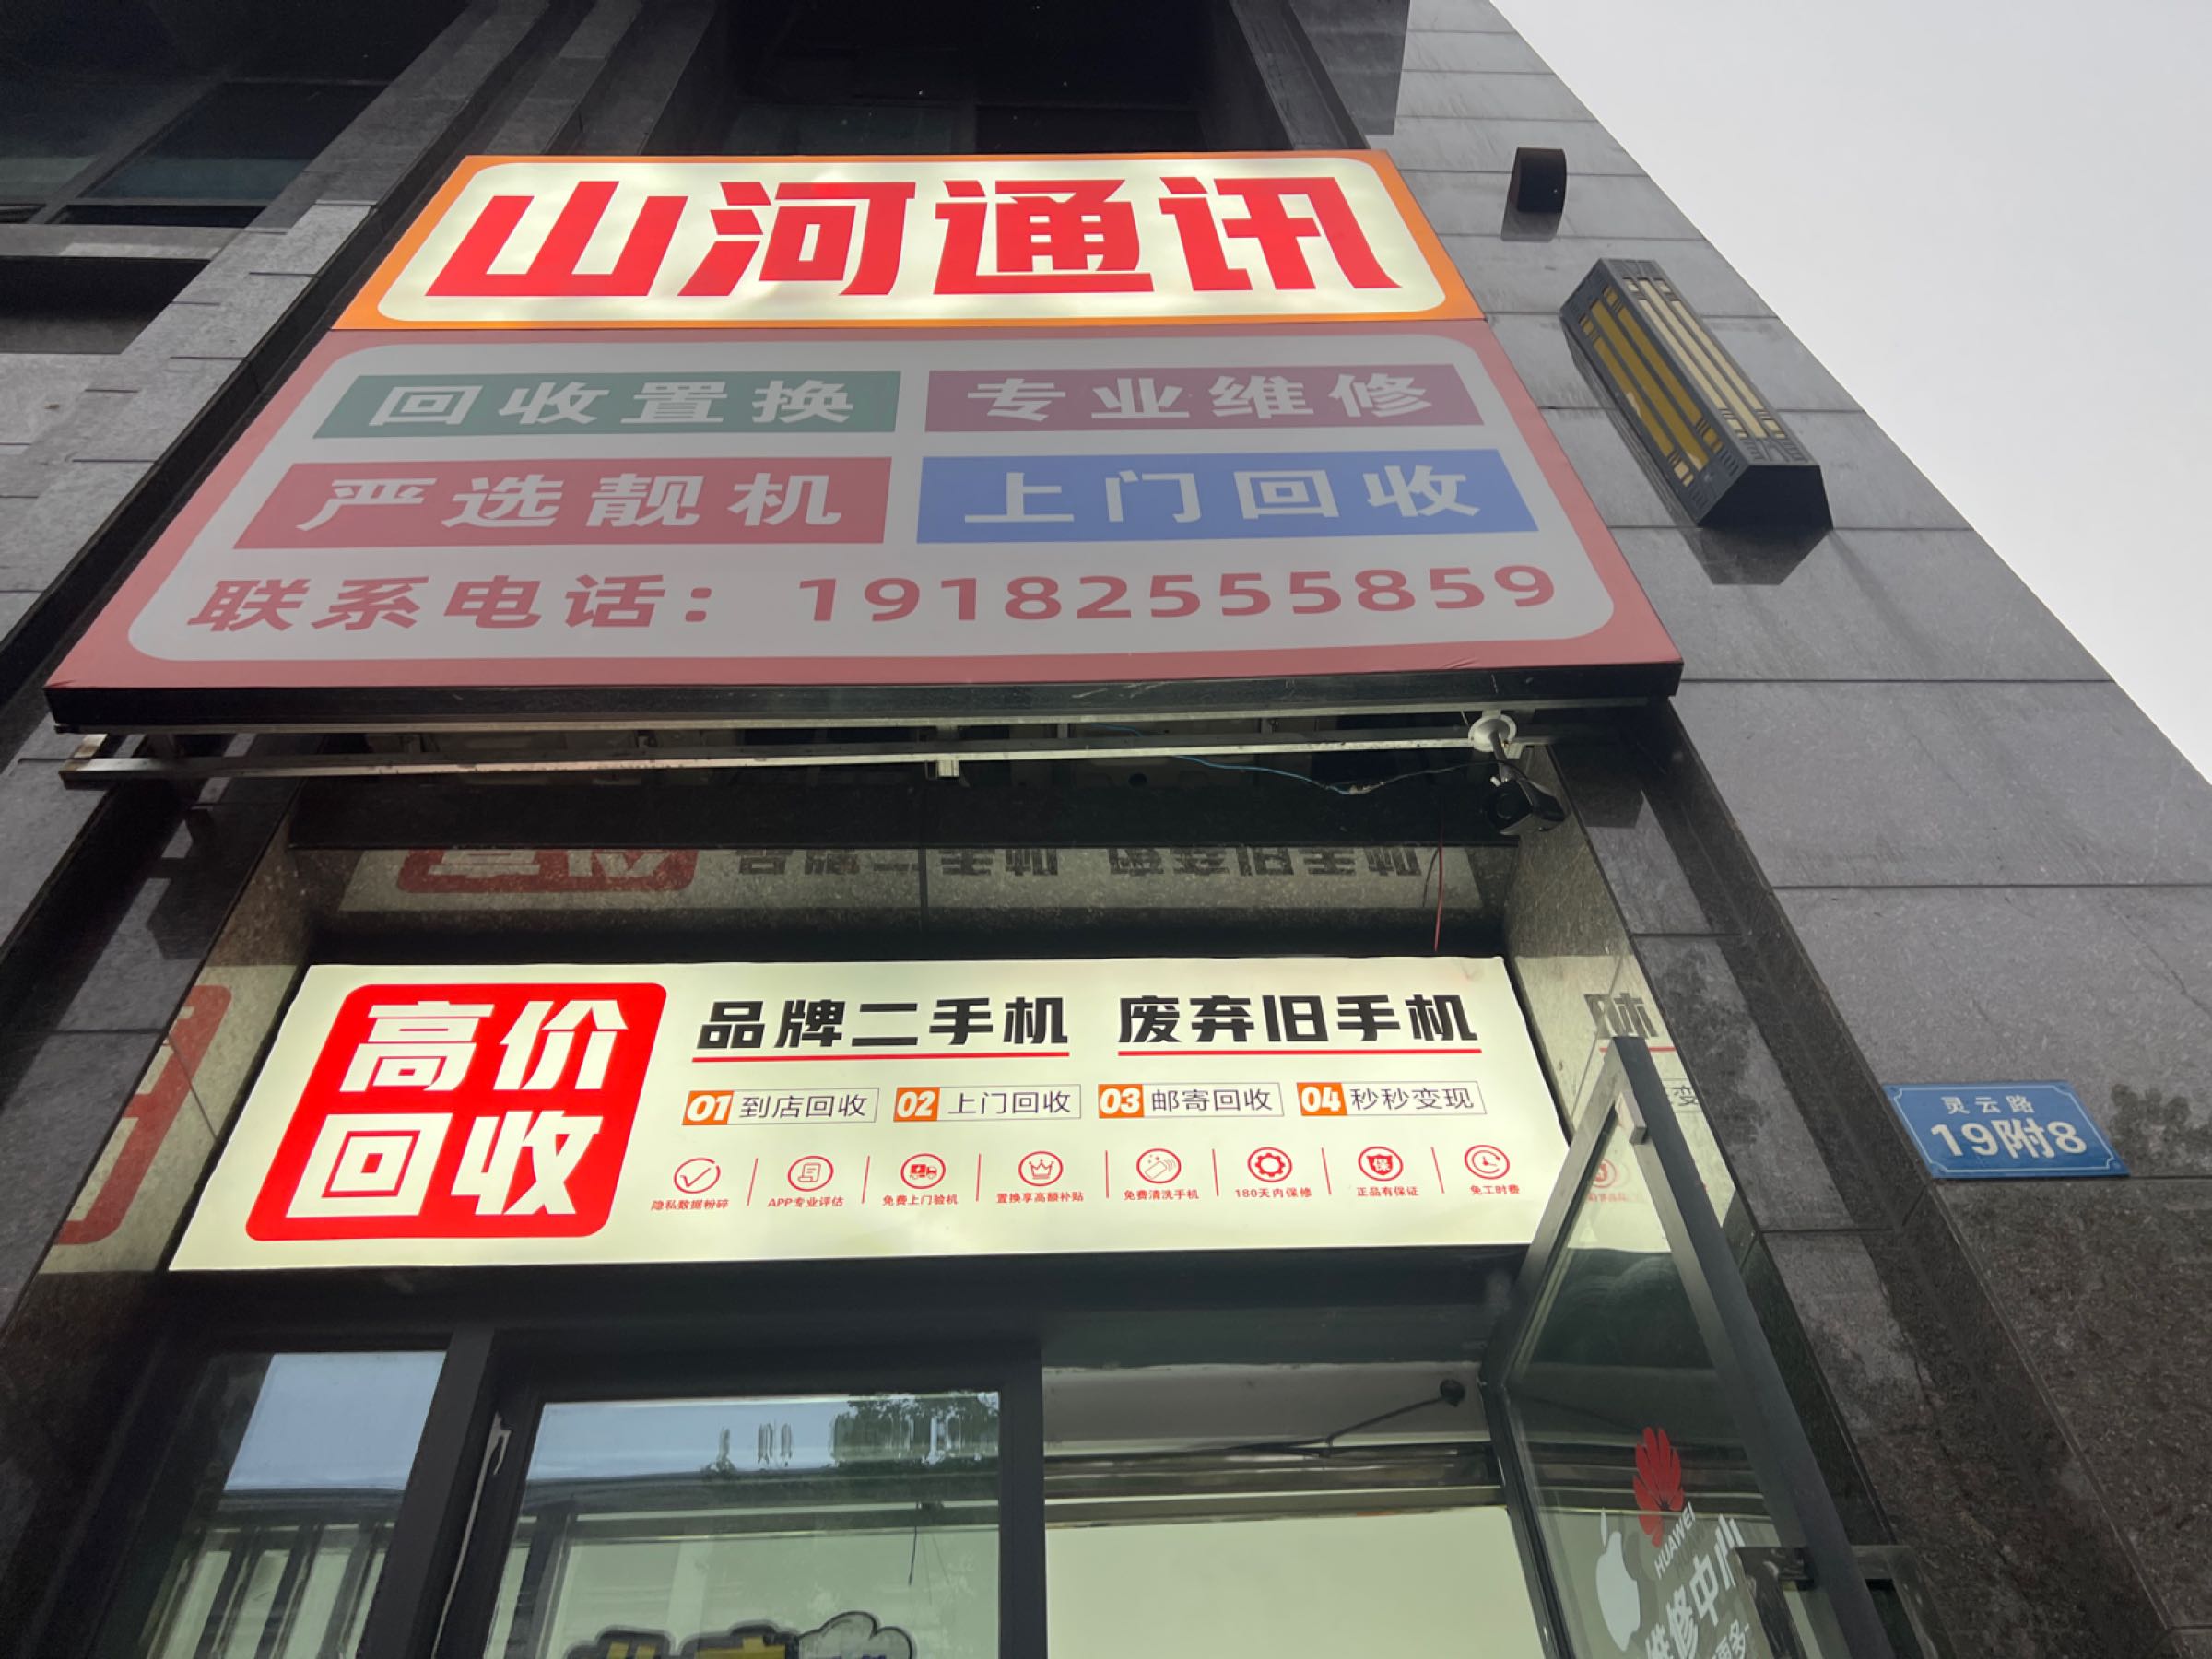 山河通讯
回收置换 专业维修
严选靓机 上门回收
联系电话：19182555859
高价
回收
品牌二手机 废弃旧手机
01 到店回收 02 上门回收 03 邮寄回收 04 秒秒变现
隐私数据粉碎 APP专业评估 免费上门验机 置换享高额补贴 免费清洗手机 180天内保修 正品有保证 免工时费
保
灵云路
19附8
HUAWEI
维修中心